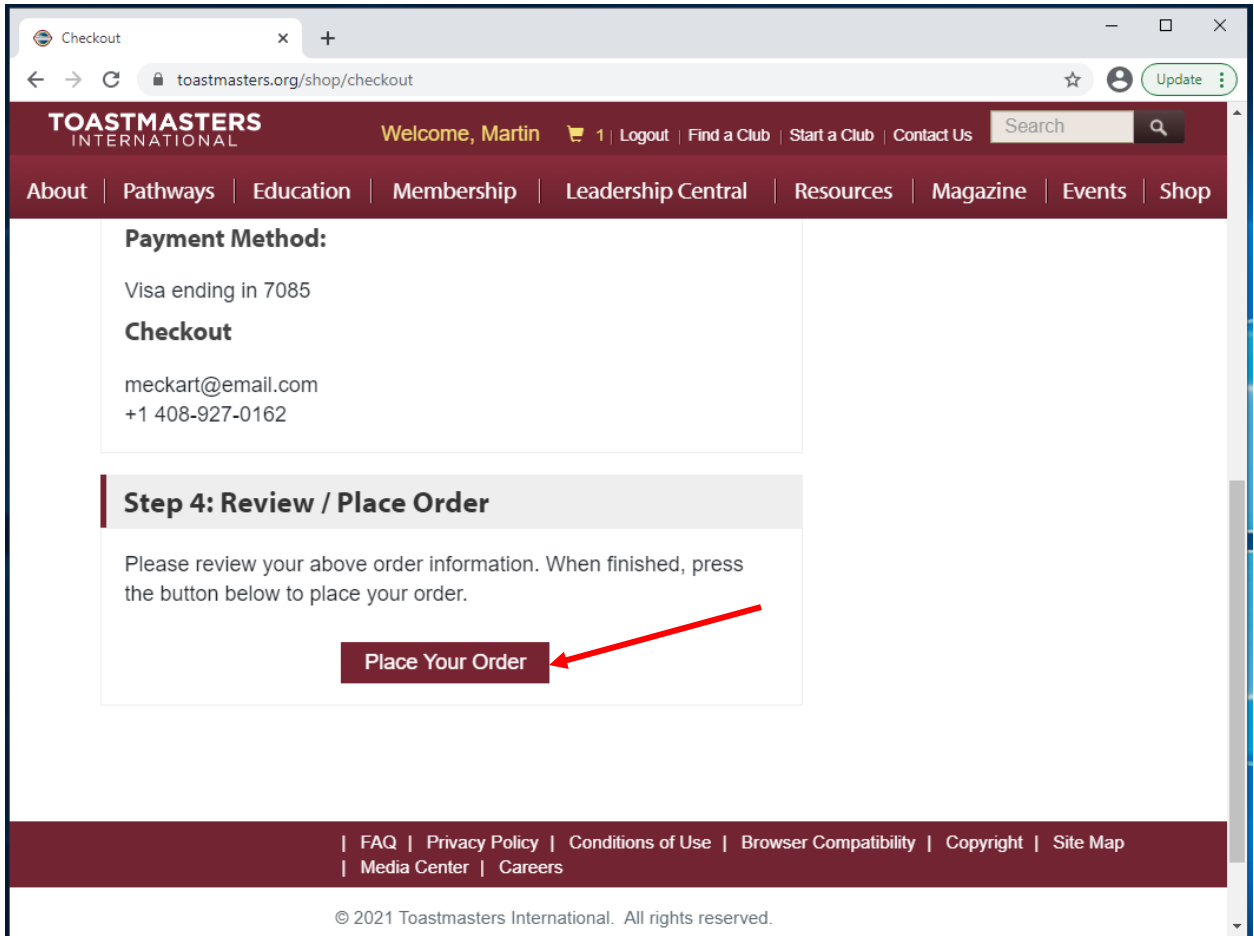 Checkout
toastmasters.org/shop/checkout
Update
TOASTMASTERS
INTERNATIONAL
Welcome, Martin 1 | Logout | Find a Club | Start a Club | Contact Us Search
About | Pathways | Education | Membership | Leadership Central | Resources | Magazine | Events | Shop
Payment Method:
Visa ending in 7085
Checkout
meckart@email.com
+1 408-927-0162
Step 4: Review / Place Order
Please review your above order information. When finished, press
the button below to place your order.
Place Your Order
| FAQ | Privacy Policy | Conditions of Use | Browser Compatibility | Copyright | Site Map
| Media Center | Careers
© 2021 Toastmasters International. All rights reserved.